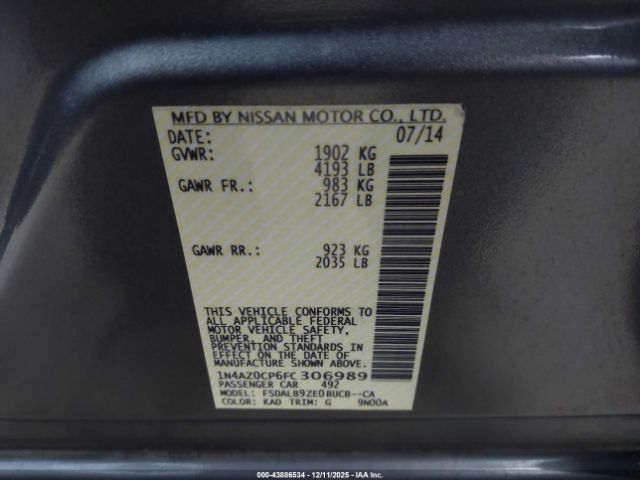 MFD BY NISSAN MOTOR CO., LTD.
DATE: 07/14
GVWR: 1902 KG
4193 LB
GAWR FR.: 983 KG
2167 LB
GAWR RR.: 923 KG
2035 LB
THIS VEHICLE CONFORMS TO
ALL APPLICABLE FEDERAL
MOTOR VEHICLE SAFETY,
BUMPER, AND THEFT
PREVENTION STANDARDS IN
EFFECT ON THE DATE OF
MANUFACTURE SHOWN ABOVE.
1N4AZ0CP6FC306989
PASSENGER CAR 492
MODEL: FSDALB9ZE0BUCB--CA
COLOR: KAD TRIM: G 9N00A
000-43886534 - 12/11/2025 - IAA Inc.